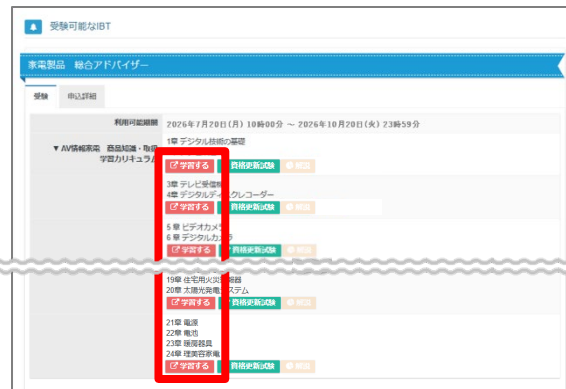 受験可能なIBT
家電製品 総合アドバイザー
受験 申込詳細
利用可能期間 2026年7月20日(月) 10時00分 ~ 2026年10月20日(火) 23時59分
▼ AV情報家電 商品知識・取扱
学習カリキュラム
1章 デジタル技術の基礎
学習する 資格更新試験 解説
3章 テレビ受信機
4章 デジタルディスクレコーダー
学習する 資格更新試験 解説
5章 ビデオカメラ
6章 デジタルカメラ
学習する 資格更新試験 解説
19章 住宅用火災警報器
20章 太陽光発電システム
学習する 資格更新試験 解説
21章 電源
22章 電池
23章 暖房器具
24章 理美容家電
学習する 資格更新試験 解説